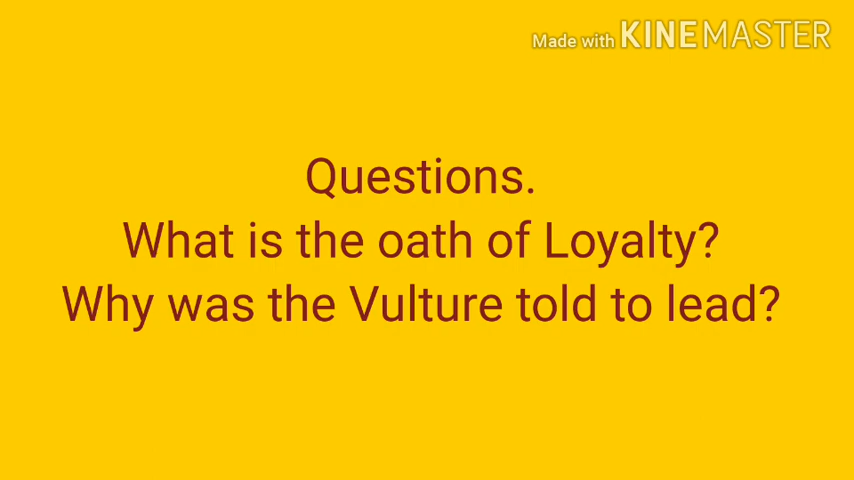 Made with KINEMASTER
Questions.
What is the oath of Loyalty?
Why was the Vulture told to lead?